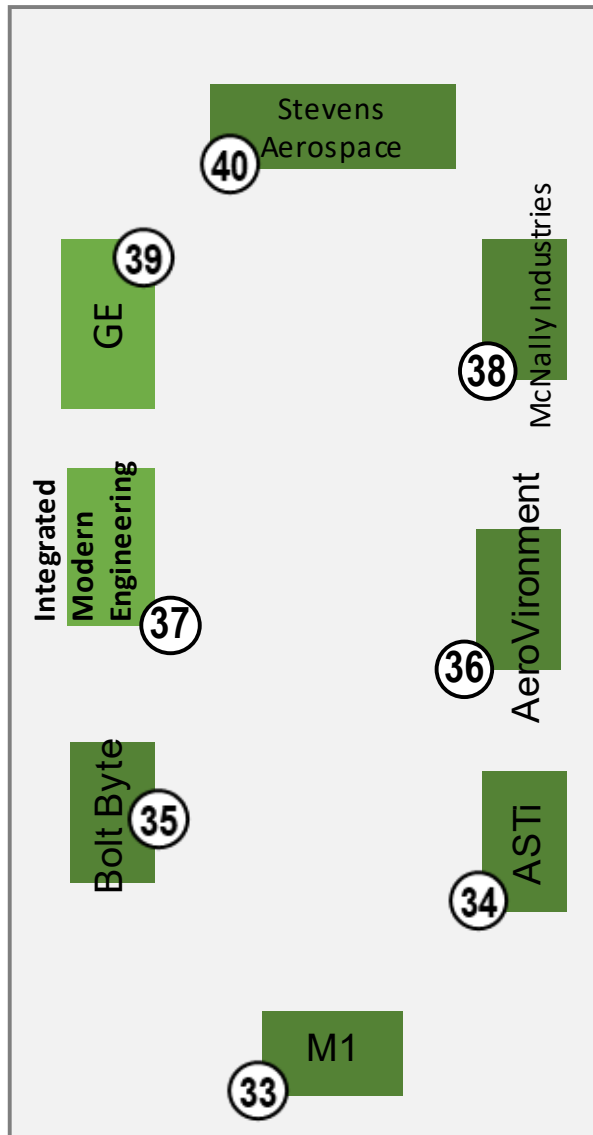 Stevens
Aerospace
40
39
GE
McNally Industries
38
Integrated
Modern
Engineering
37
AeroVironment
36
Bolt Byte
35
ASTi
34
M1
33